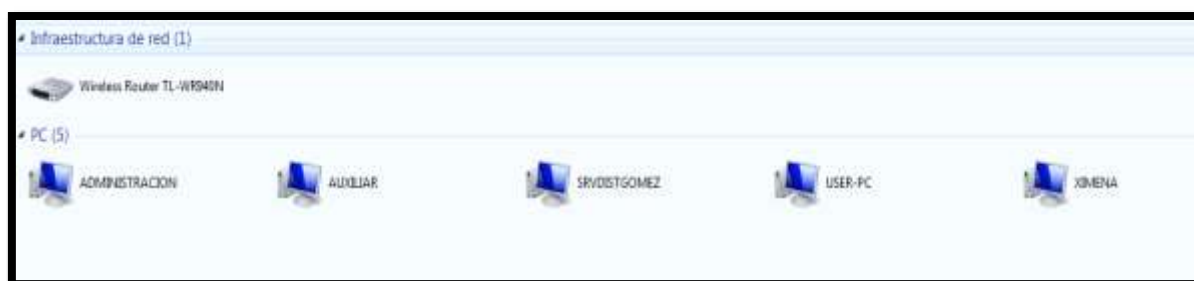 Infraestructura de red (1)
Wireless Router TL-WR940N
PC (5)
ADMINISTRACION AUXILIAR SRVDISTGOMEZ USER-PC XIMENA